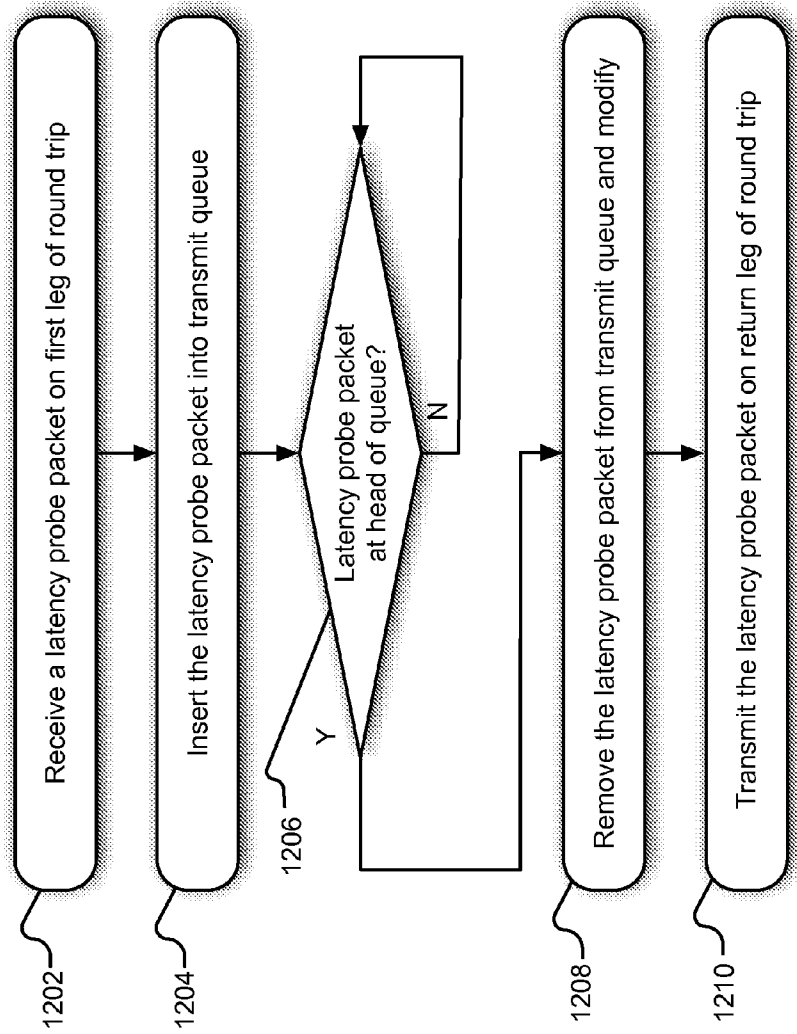 1202
Receive a latency probe packet on first leg of round trip
1204
Insert the latency probe packet into transmit queue
1206
Latency probe packet
at head of queue?
Y
N
1208
Remove the latency probe packet from transmit queue and modify
1210
Transmit the latency probe packet on return leg of round trip